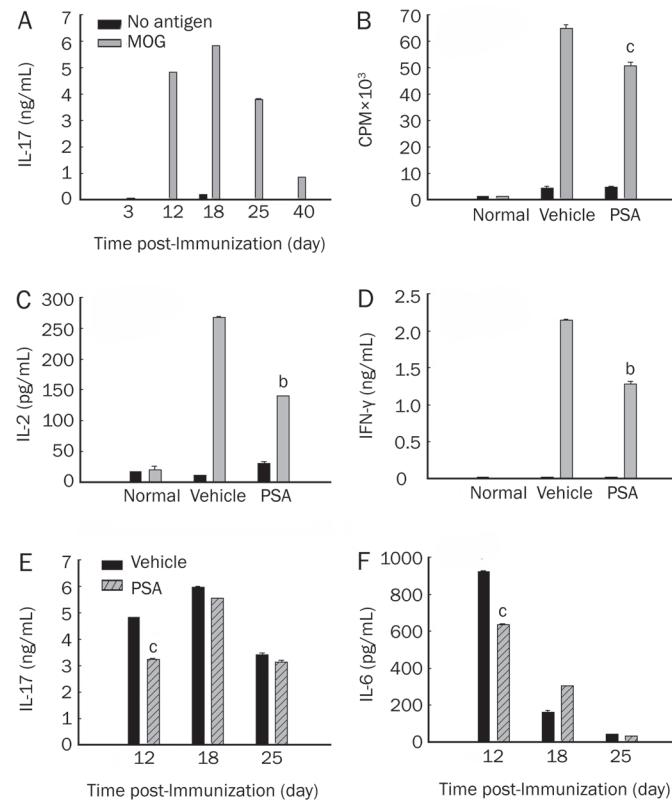 A
7
6
5
4
3
2
1
0
IL-17 (ng/mL)
No antigen
MOG
3 12 18 25 40
Time post-Immunization (day)
B
70
60
50
40
30
20
10
0
CPM×10³
c
Normal Vehicle PSA
C
300
250
200
150
100
50
0
IL-2 (pg/mL)
b
Normal Vehicle PSA
D
2.5
2.0
1.5
1.0
0.5
0
IFN-γ (ng/mL)
b
Normal Vehicle PSA
E
7
6
5
4
3
2
1
0
IL-17 (ng/mL)
Vehicle
PSA
c
12 18 25
Time post-Immunization (day)
F
1000
800
600
400
200
0
IL-6 (pg/mL)
c
12 18 25
Time post-Immunization (day)